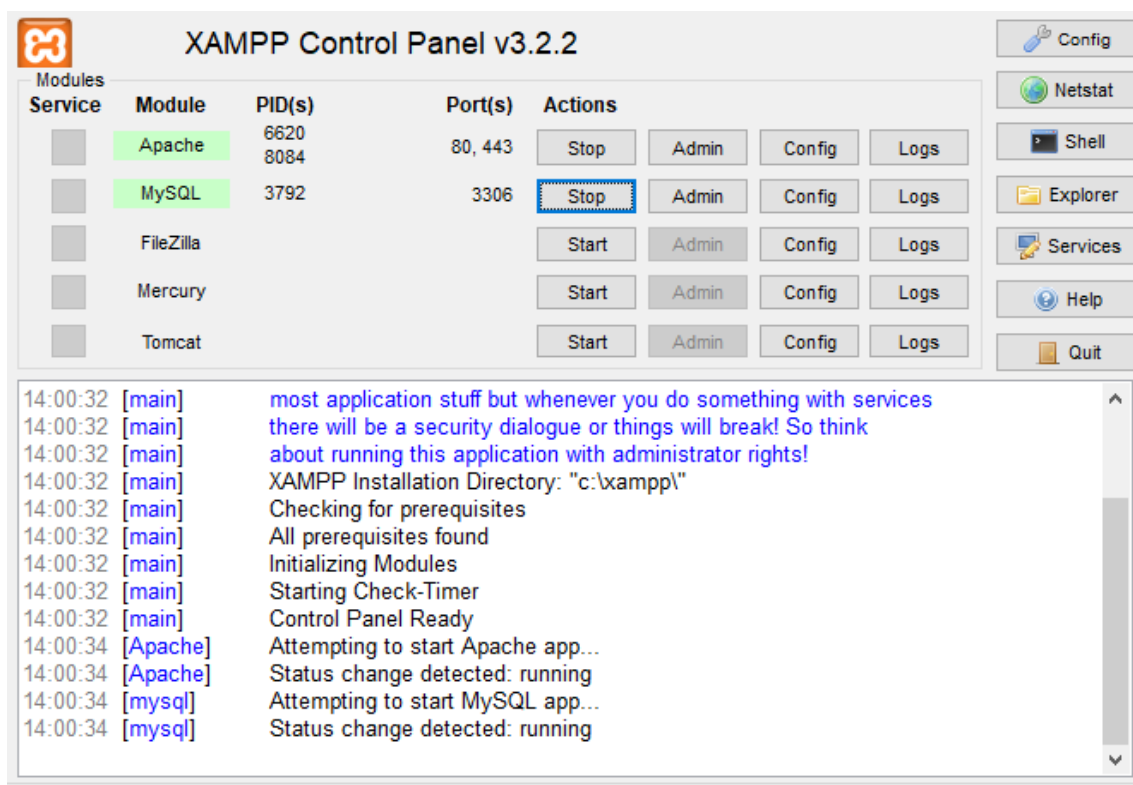 XAMPP Control Panel v3.2.2
Config
Modules
Netstat
Service Module PID(s) Port(s) Actions
Apache 6620 8084 80, 443 Stop Admin Config Logs
Shell
MySQL 3792 3306 Stop Admin Config Logs
Explorer
FileZilla Start Admin Config Logs
Services
Mercury Start Admin Config Logs
Help
Tomcat Start Admin Config Logs
Quit
14:00:32 [main] most application stuff but whenever you do something with services
14:00:32 [main] there will be a security dialogue or things will break! So think
14:00:32 [main] about running this application with administrator rights!
14:00:32 [main] XAMPP Installation Directory: "c:\xampp\"
14:00:32 [main] Checking for prerequisites
14:00:32 [main] All prerequisites found
14:00:32 [main] Initializing Modules
14:00:32 [main] Starting Check-Timer
14:00:32 [main] Control Panel Ready
14:00:34 [Apache] Attempting to start Apache app...
14:00:34 [Apache] Status change detected: running
14:00:34 [mysql] Attempting to start MySQL app...
14:00:34 [mysql] Status change detected: running